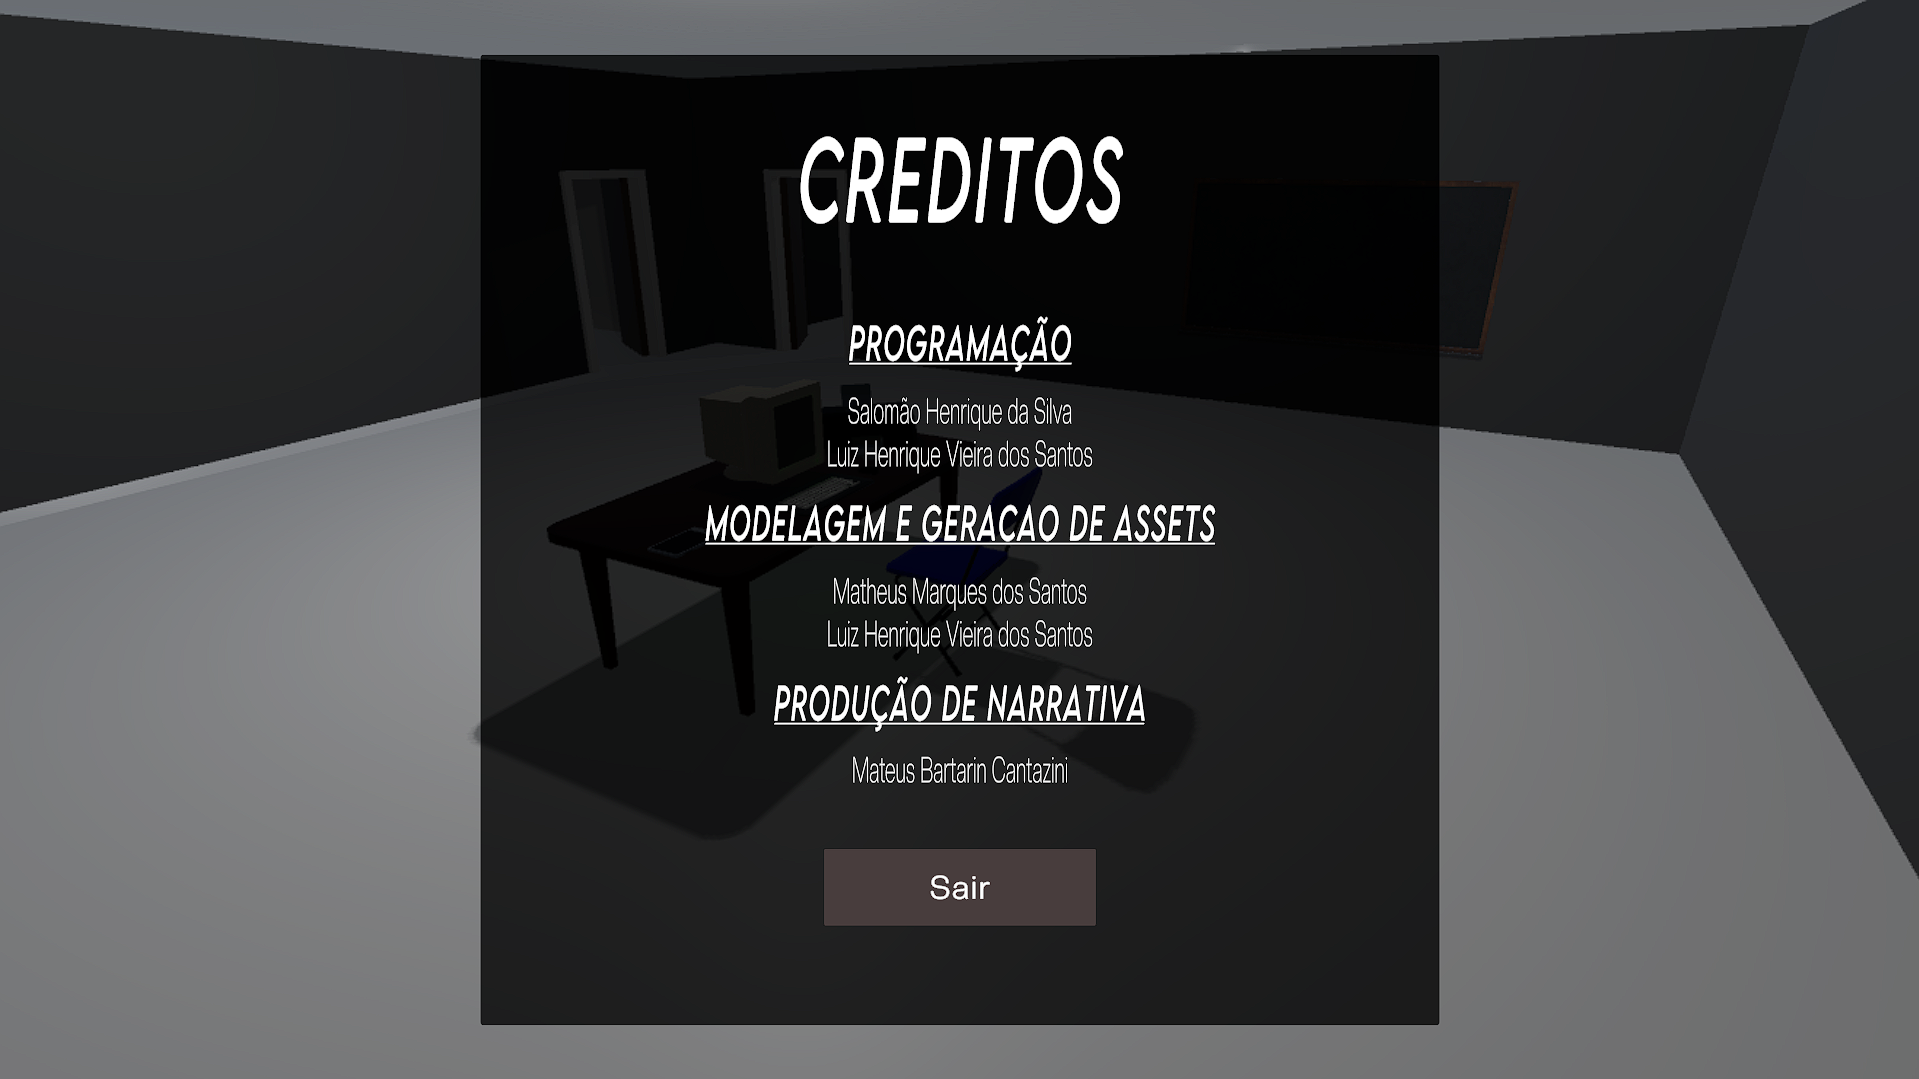 CREDITOS
PROGRAMAÇÃO
Salomão Henrique da Silva
Luiz Henrique Vieira dos Santos
MODELAGEM E GERACAO DE ASSETS
Matheus Marques dos Santos
Luiz Henrique Vieira dos Santos
PRODUÇÃO DE NARRATIVA
Mateus Bartarin Cantazini
Sair